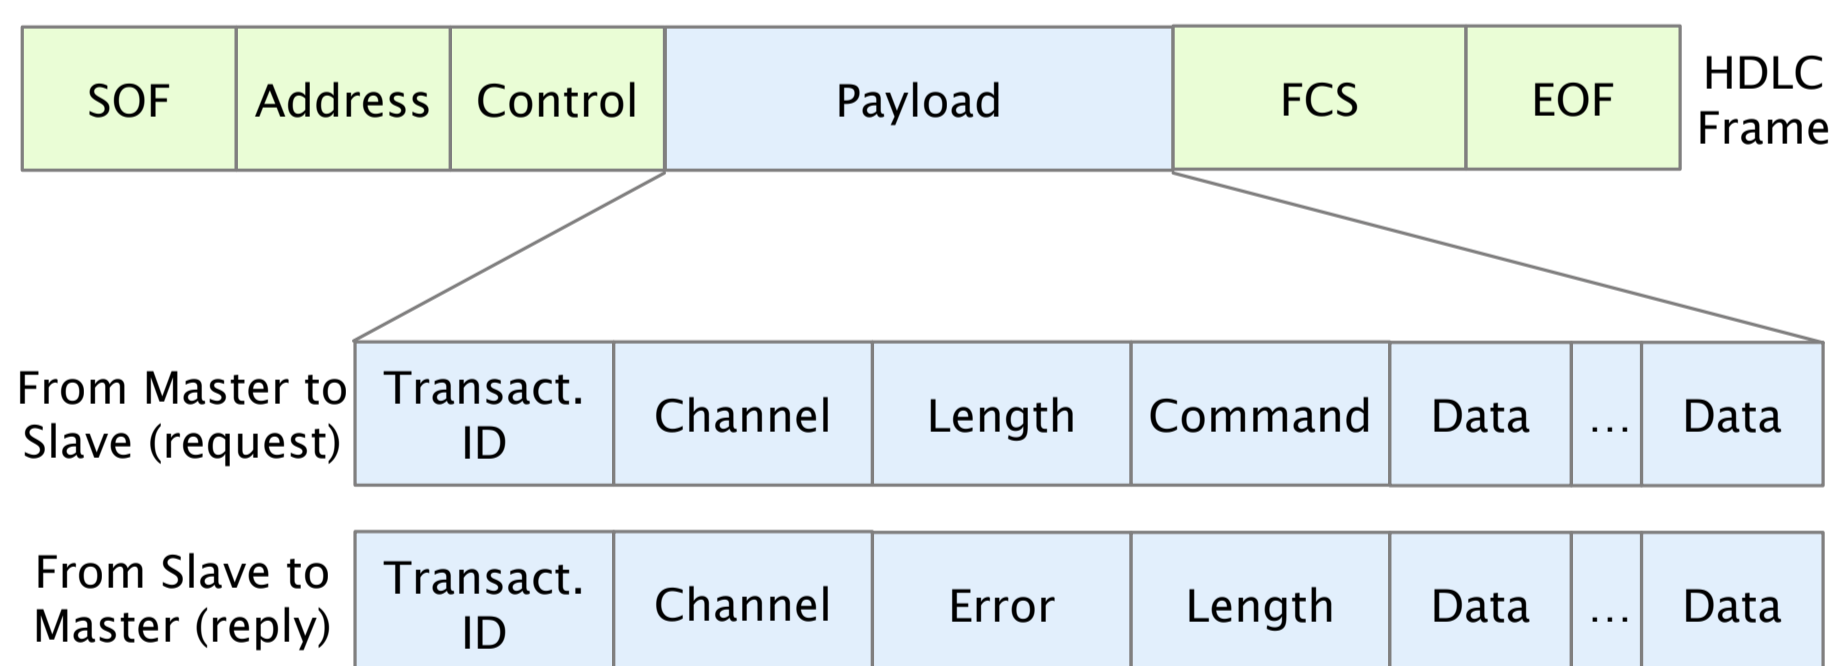 SOF Address Control Payload FCS EOF HDLC
Frame
From Master to
Slave (request)
Transact.
ID
Channel Length Command Data ... Data
From Slave to
Master (reply)
Transact.
ID
Channel Error Length Data ... Data